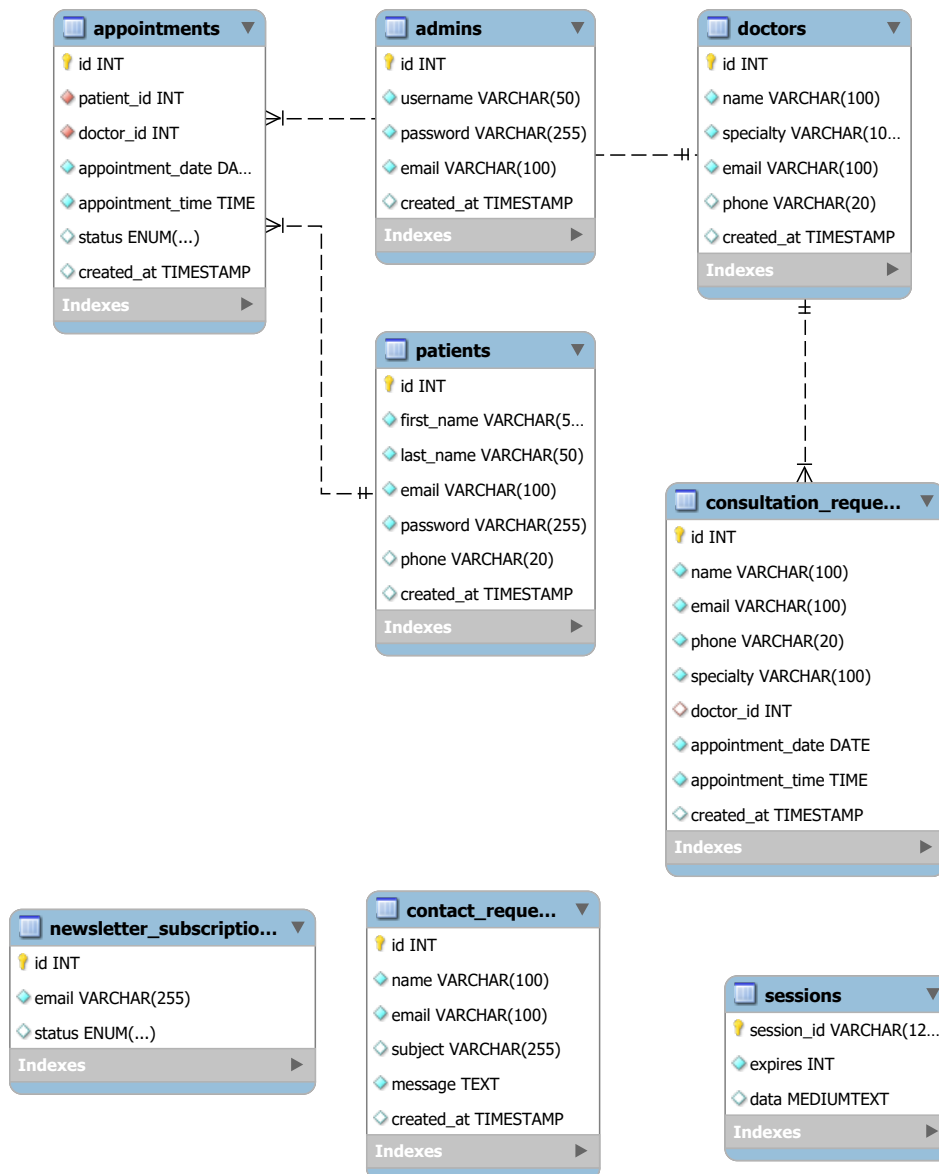 appointments
id INT
patient_id INT
doctor_id INT
appointment_date DA...
appointment_time TIME
status ENUM(...)
created_at TIMESTAMP
Indexes
admins
id INT
username VARCHAR(50)
password VARCHAR(255)
email VARCHAR(100)
created_at TIMESTAMP
Indexes
doctors
id INT
name VARCHAR(100)
specialty VARCHAR(10...
email VARCHAR(100)
phone VARCHAR(20)
created_at TIMESTAMP
Indexes
patients
id INT
first_name VARCHAR(5...
last_name VARCHAR(50)
email VARCHAR(100)
password VARCHAR(255)
phone VARCHAR(20)
created_at TIMESTAMP
Indexes
consultation_reque...
id INT
name VARCHAR(100)
email VARCHAR(100)
phone VARCHAR(20)
specialty VARCHAR(100)
doctor_id INT
appointment_date DATE
appointment_time TIME
created_at TIMESTAMP
Indexes
newsletter_subscriptio...
id INT
email VARCHAR(255)
status ENUM(...)
Indexes
contact_reque...
id INT
name VARCHAR(100)
email VARCHAR(100)
subject VARCHAR(255)
message TEXT
created_at TIMESTAMP
Indexes
sessions
session_id VARCHAR(12...
expires INT
data MEDIUMTEXT
Indexes